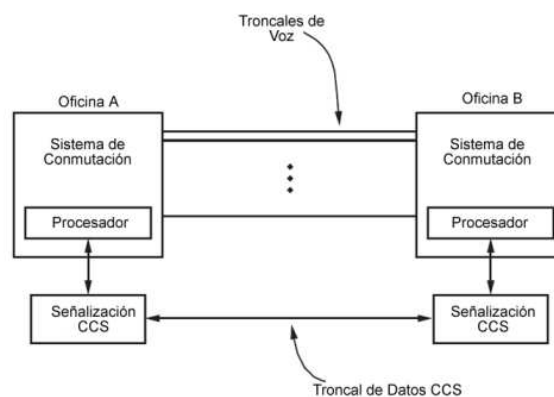 Troncales de
Voz
Oficina A
Oficina B
Sistema de
Conmutación
Sistema de
Conmutación
Procesador
Procesador
Señalización
CCS
Señalización
CCS
Troncal de Datos CCS